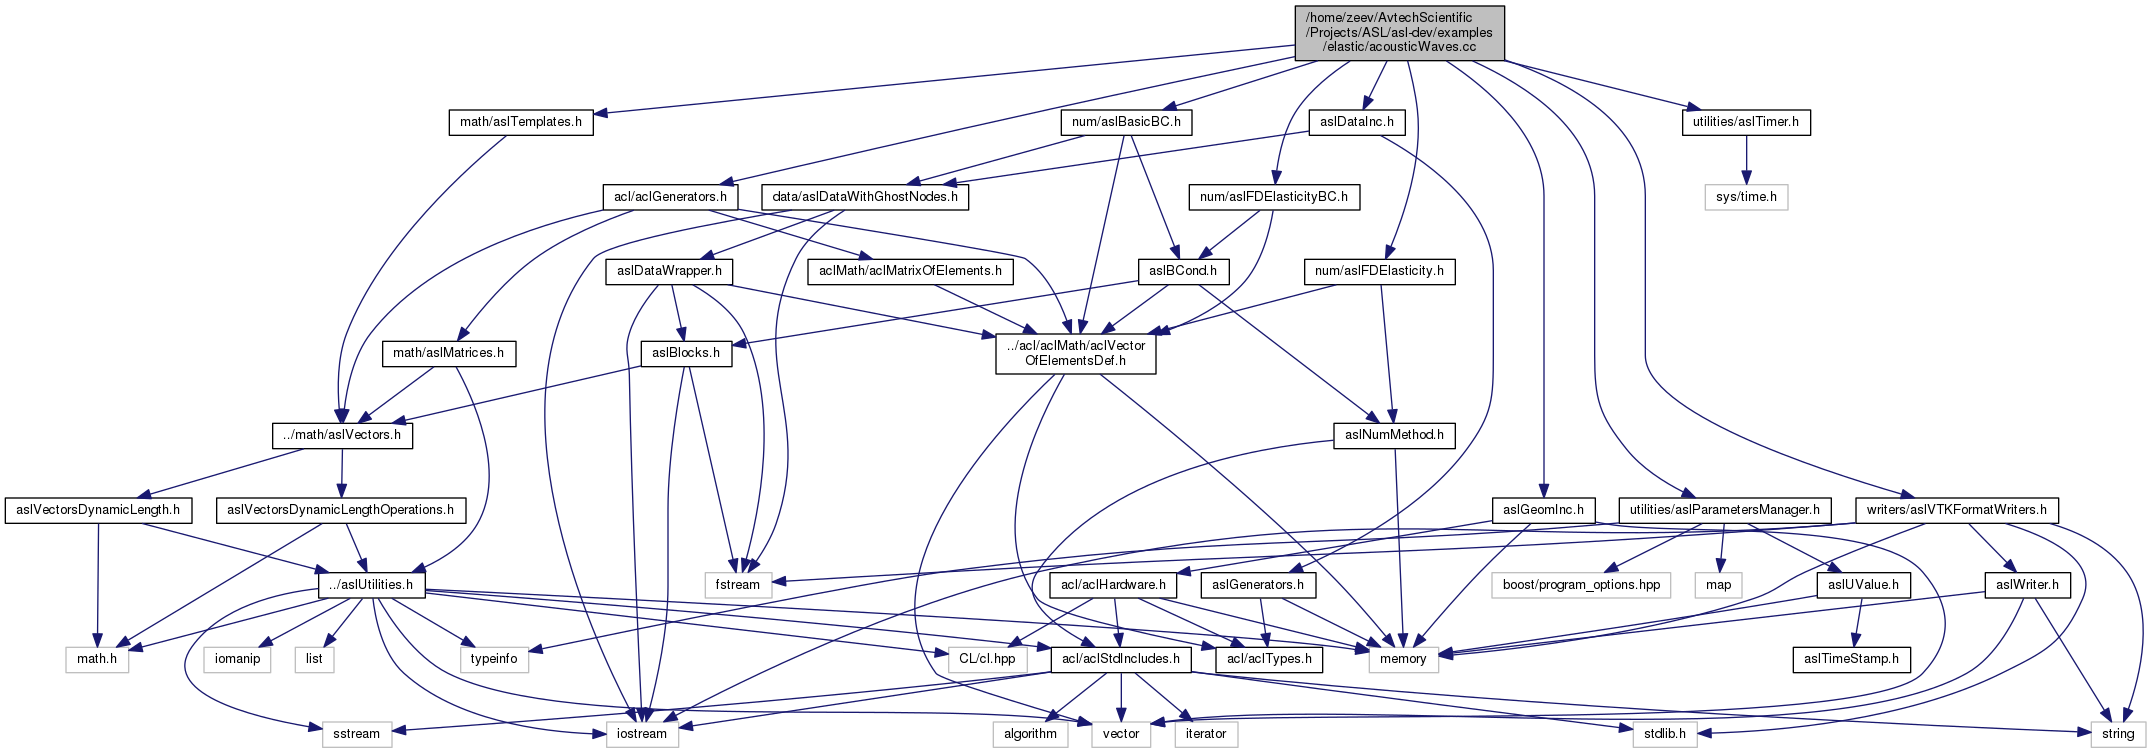 /home/zeev/AvtechScientific
/Projects/ASL/asl-dev/examples
/elastic/acousticWaves.cc
math/aslTemplates.h
num/aslBasicBC.h
aslDataInc.h
utilities/aslTimer.h
acl/aclGenerators.h
data/aslDataWithGhostNodes.h
num/aslFDElasticityBC.h
sys/time.h
aslDataWrapper.h
aclMath/aclMatrixOfElements.h
aslBCond.h
num/aslFDElasticity.h
math/aslMatrices.h
aslBlocks.h
../acl/aclMath/aclVector
OfElementsDef.h
../math/aslVectors.h
aslNumMethod.h
aslVectorsDynamicLength.h
aslVectorsDynamicLengthOperations.h
aslGeomInc.h
utilities/aslParametersManager.h
writers/aslVTKFormatWriters.h
../aslUtilities.h
fstream
acl/aclHardware.h
aslGenerators.h
boost/program_options.hpp
map
aslUValue.h
aslWriter.h
math.h
iomanip
list
typeinfo
CL/cl.hpp
acl/aclStdIncludes.h
acl/aclTypes.h
memory
aslTimeStamp.h
sstream
iostream
algorithm
vector
iterator
stdlib.h
string